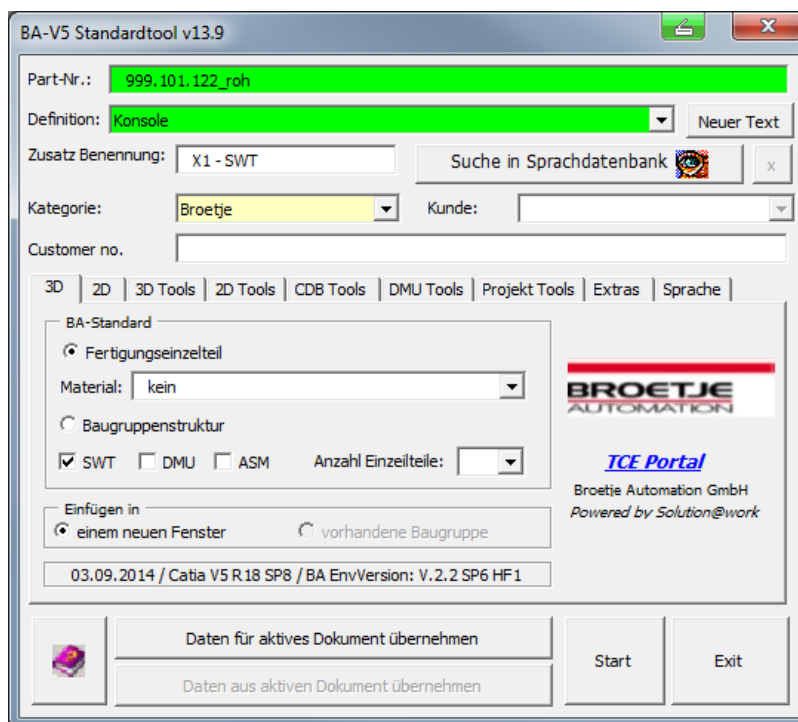 BA-V5 Standardtool v13.9
Part-Nr.: 999.101.122_roh
Definition: Konsole Neuer Text
Zusatz Benennung: X1 - SWT Suche in Sprachdatenbank x
Kategorie: Broetje Kunde:
Customer no.
3D 2D 3D Tools 2D Tools CDB Tools DMU Tools Projekt Tools Extras Sprache
BA-Standard
Fertigungseinzelteil
Material: kein
Baugruppenstruktur
SWT DMU ASM Anzahl Einzeilteile:
BROETJE
AUTOMATION
TCE Portal
Broetje Automation GmbH
Powered by Solution@work
Einfügen in
einem neuen Fenster vorhandene Baugruppe
03.09.2014 / Catia V5 R18 SP8 / BA EnvVersion: V.2.2 SP6 HF1
Daten für aktives Dokument übernehmen
Daten aus aktiven Dokument übernehmen
Start Exit